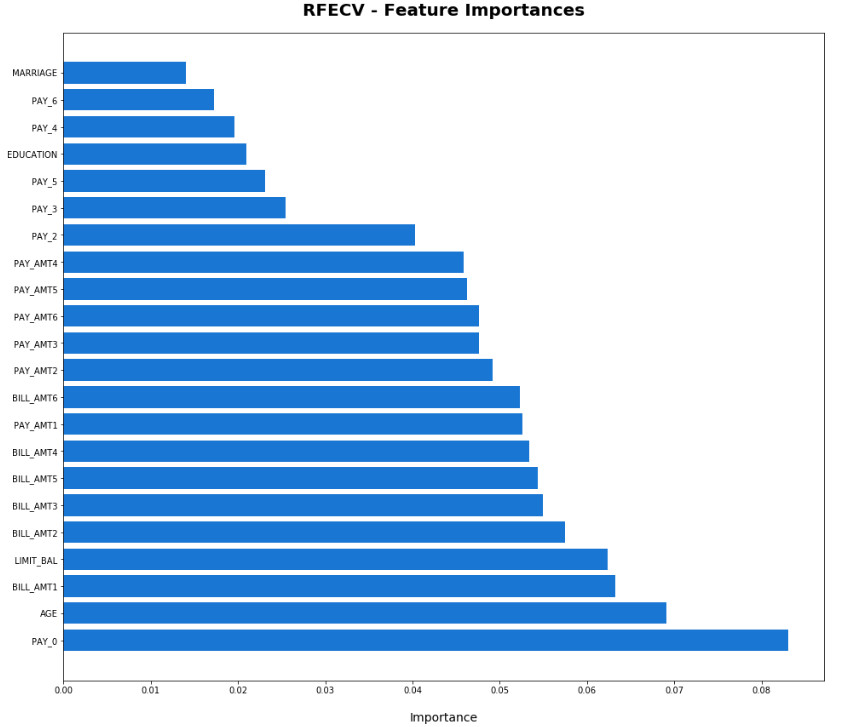 RFECV - Feature Importances
MARRIAGE
PAY_6
PAY_4
EDUCATION
PAY_5
PAY_3
PAY_2
PAY_AMT4
PAY_AMT5
PAY_AMT6
PAY_AMT3
PAY_AMT2
BILL_AMT6
PAY_AMT1
BILL_AMT4
BILL_AMT5
BILL_AMT3
BILL_AMT2
LIMIT_BAL
BILL_AMT1
AGE
PAY_0
0.00 0.01 0.02 0.03 0.04 0.05 0.06 0.07 0.08
Importance